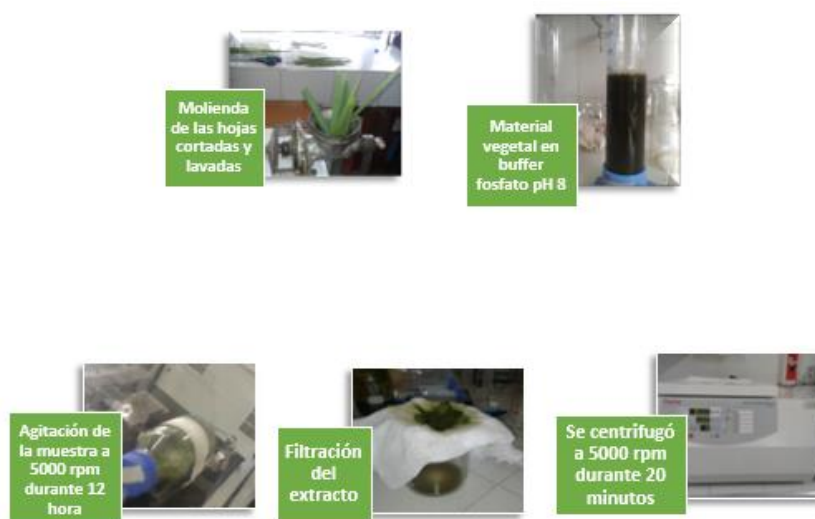 Molienda
de las hojas
cortadas y
lavadas
Material
vegetal en
buffer
fosfato pH 8
Agitación de
la muestra a
5000 rpm
durante 12
hora
Filtración
del
extracto
Se centrifugó
a 5000 rpm
durante 20
minutos